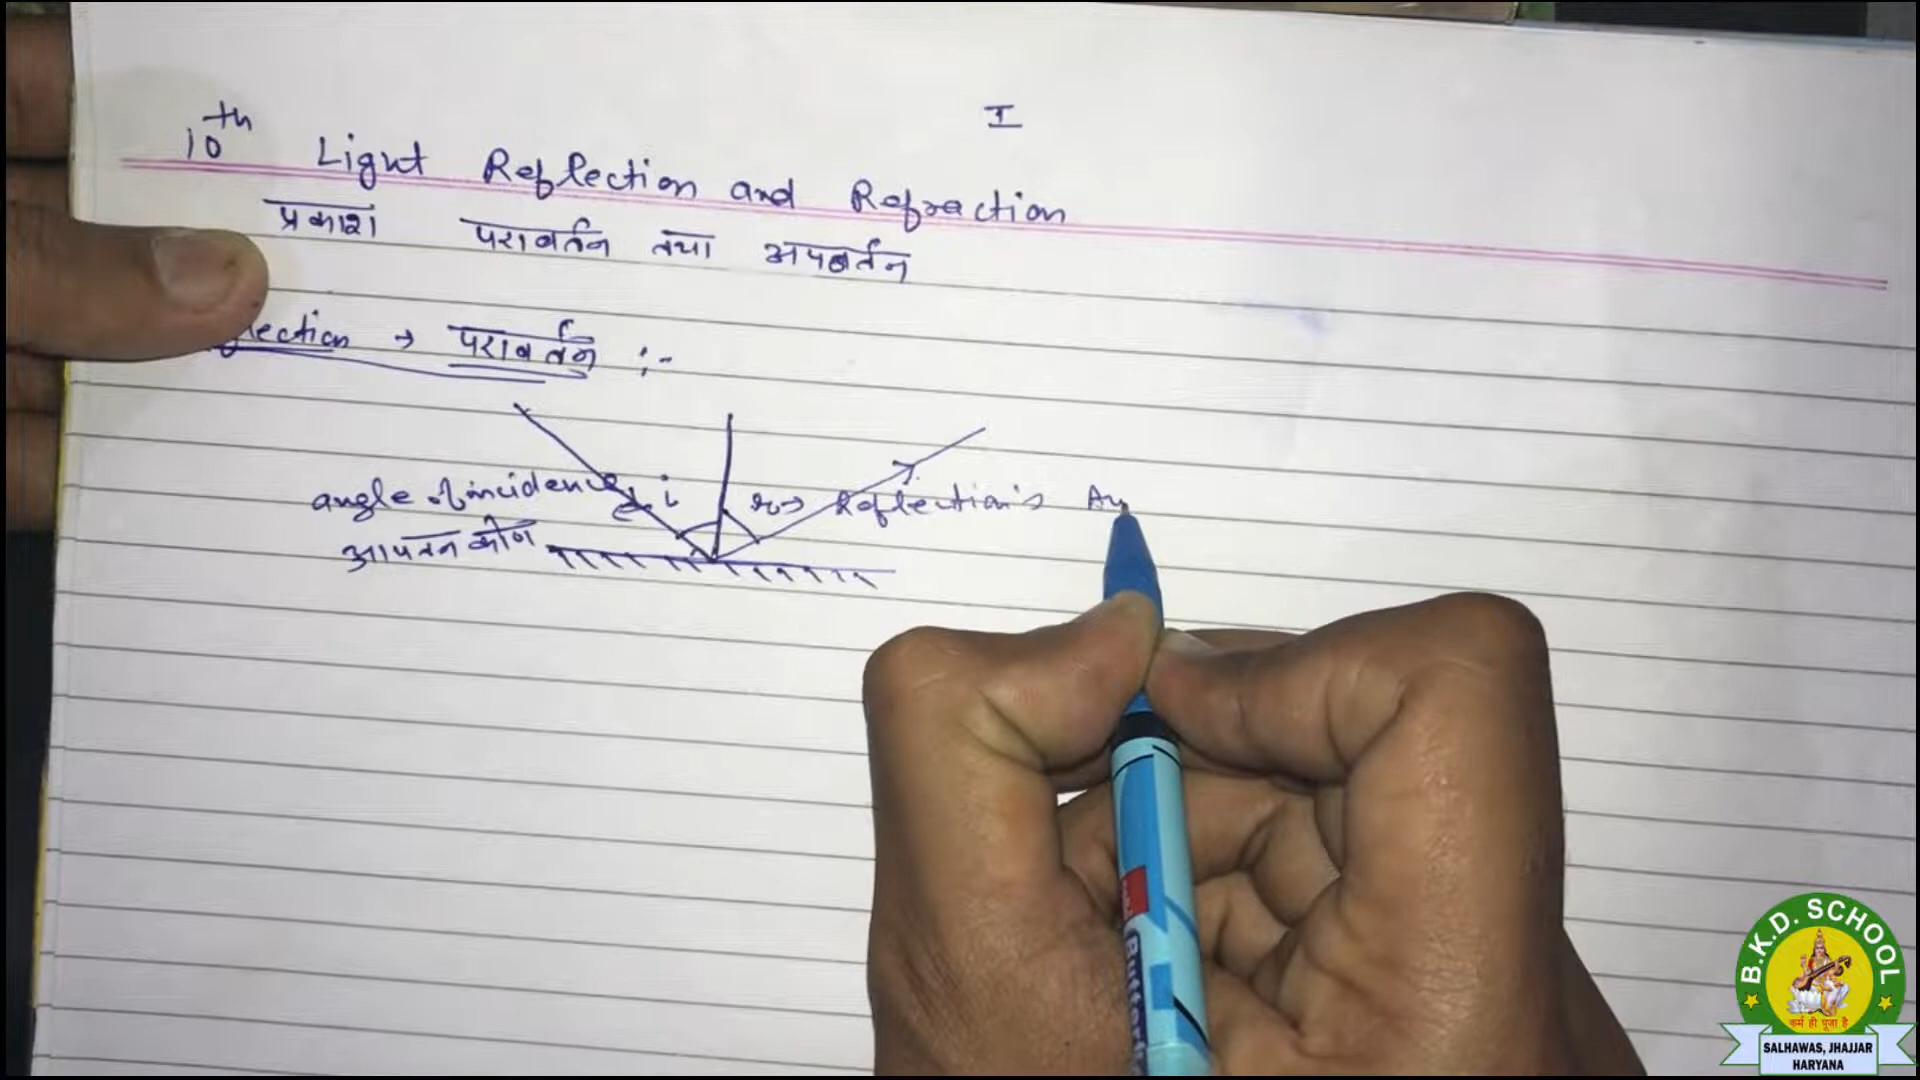 10th Light Reflection and Refraction
I
प्रकाश परावर्तन तथा अपवर्तन
lection → परावर्तन :-
angle of incidence i
r → Reflection's An
आपतन कोण
B.K.D. SCHOOL
कर्म ही पूजा है
SALHAWAS, JHAJJAR
HARYANA